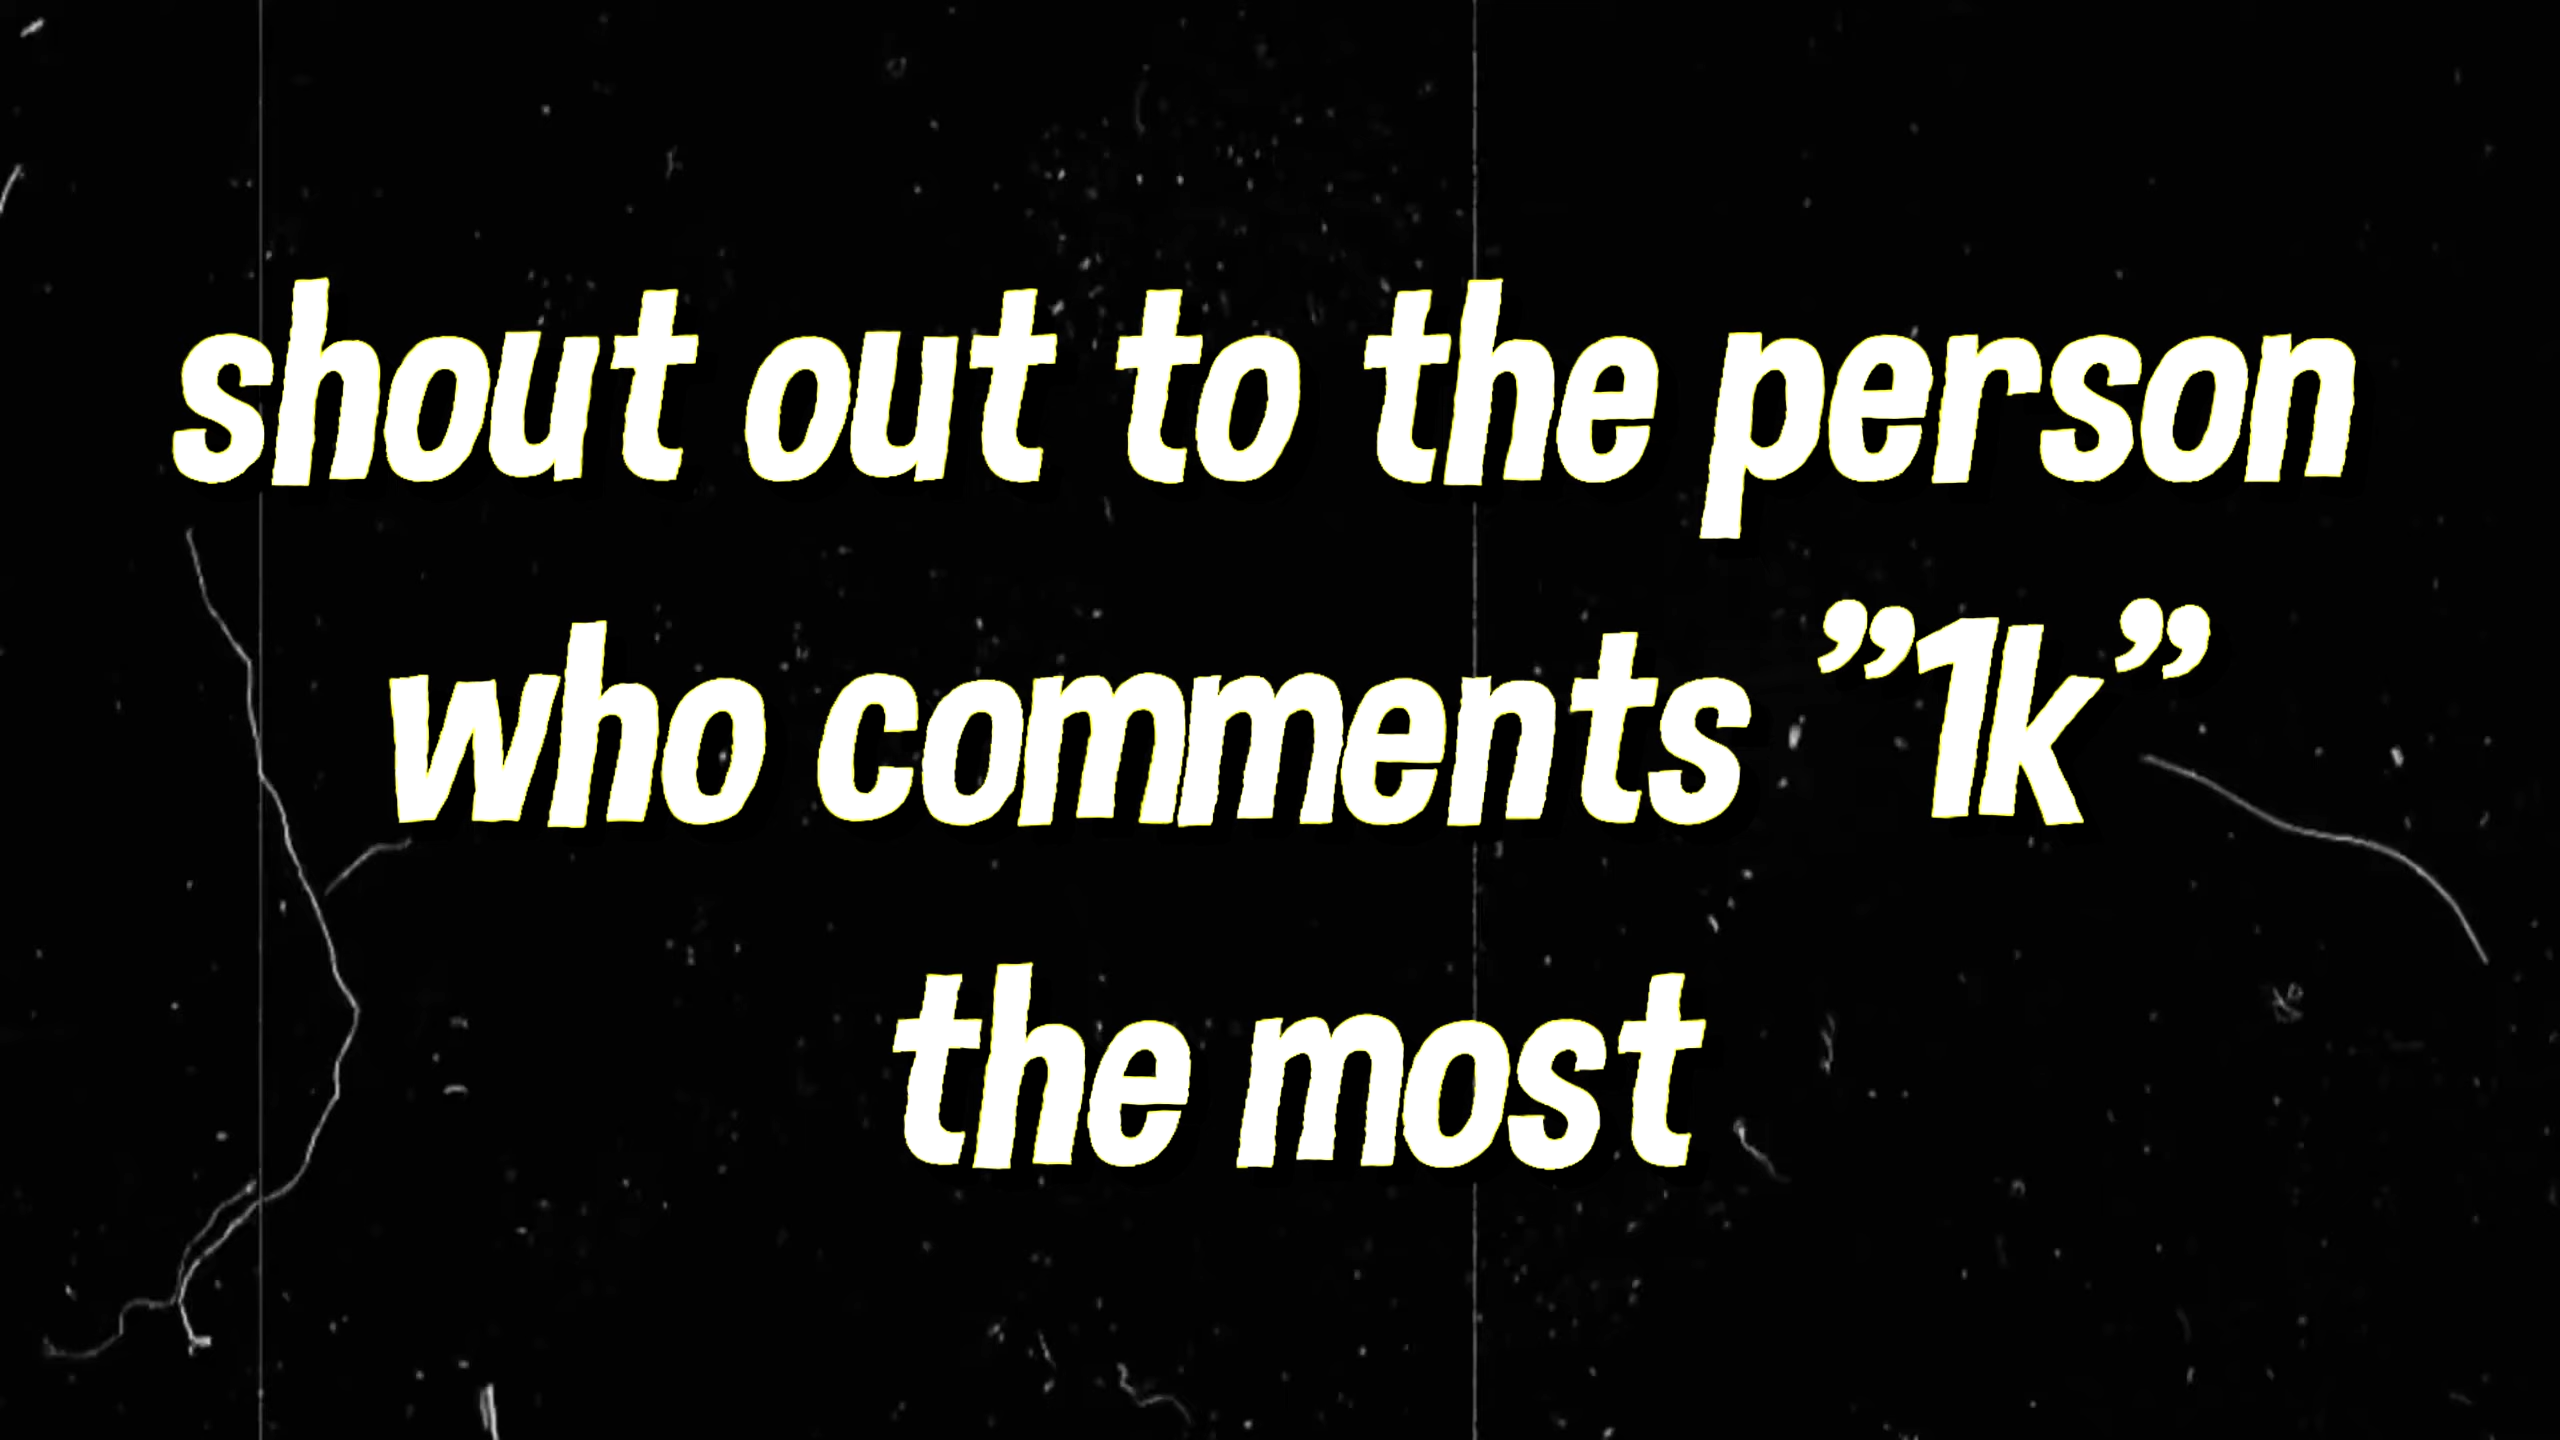 shout out to the person
who comments ”1k”
the most